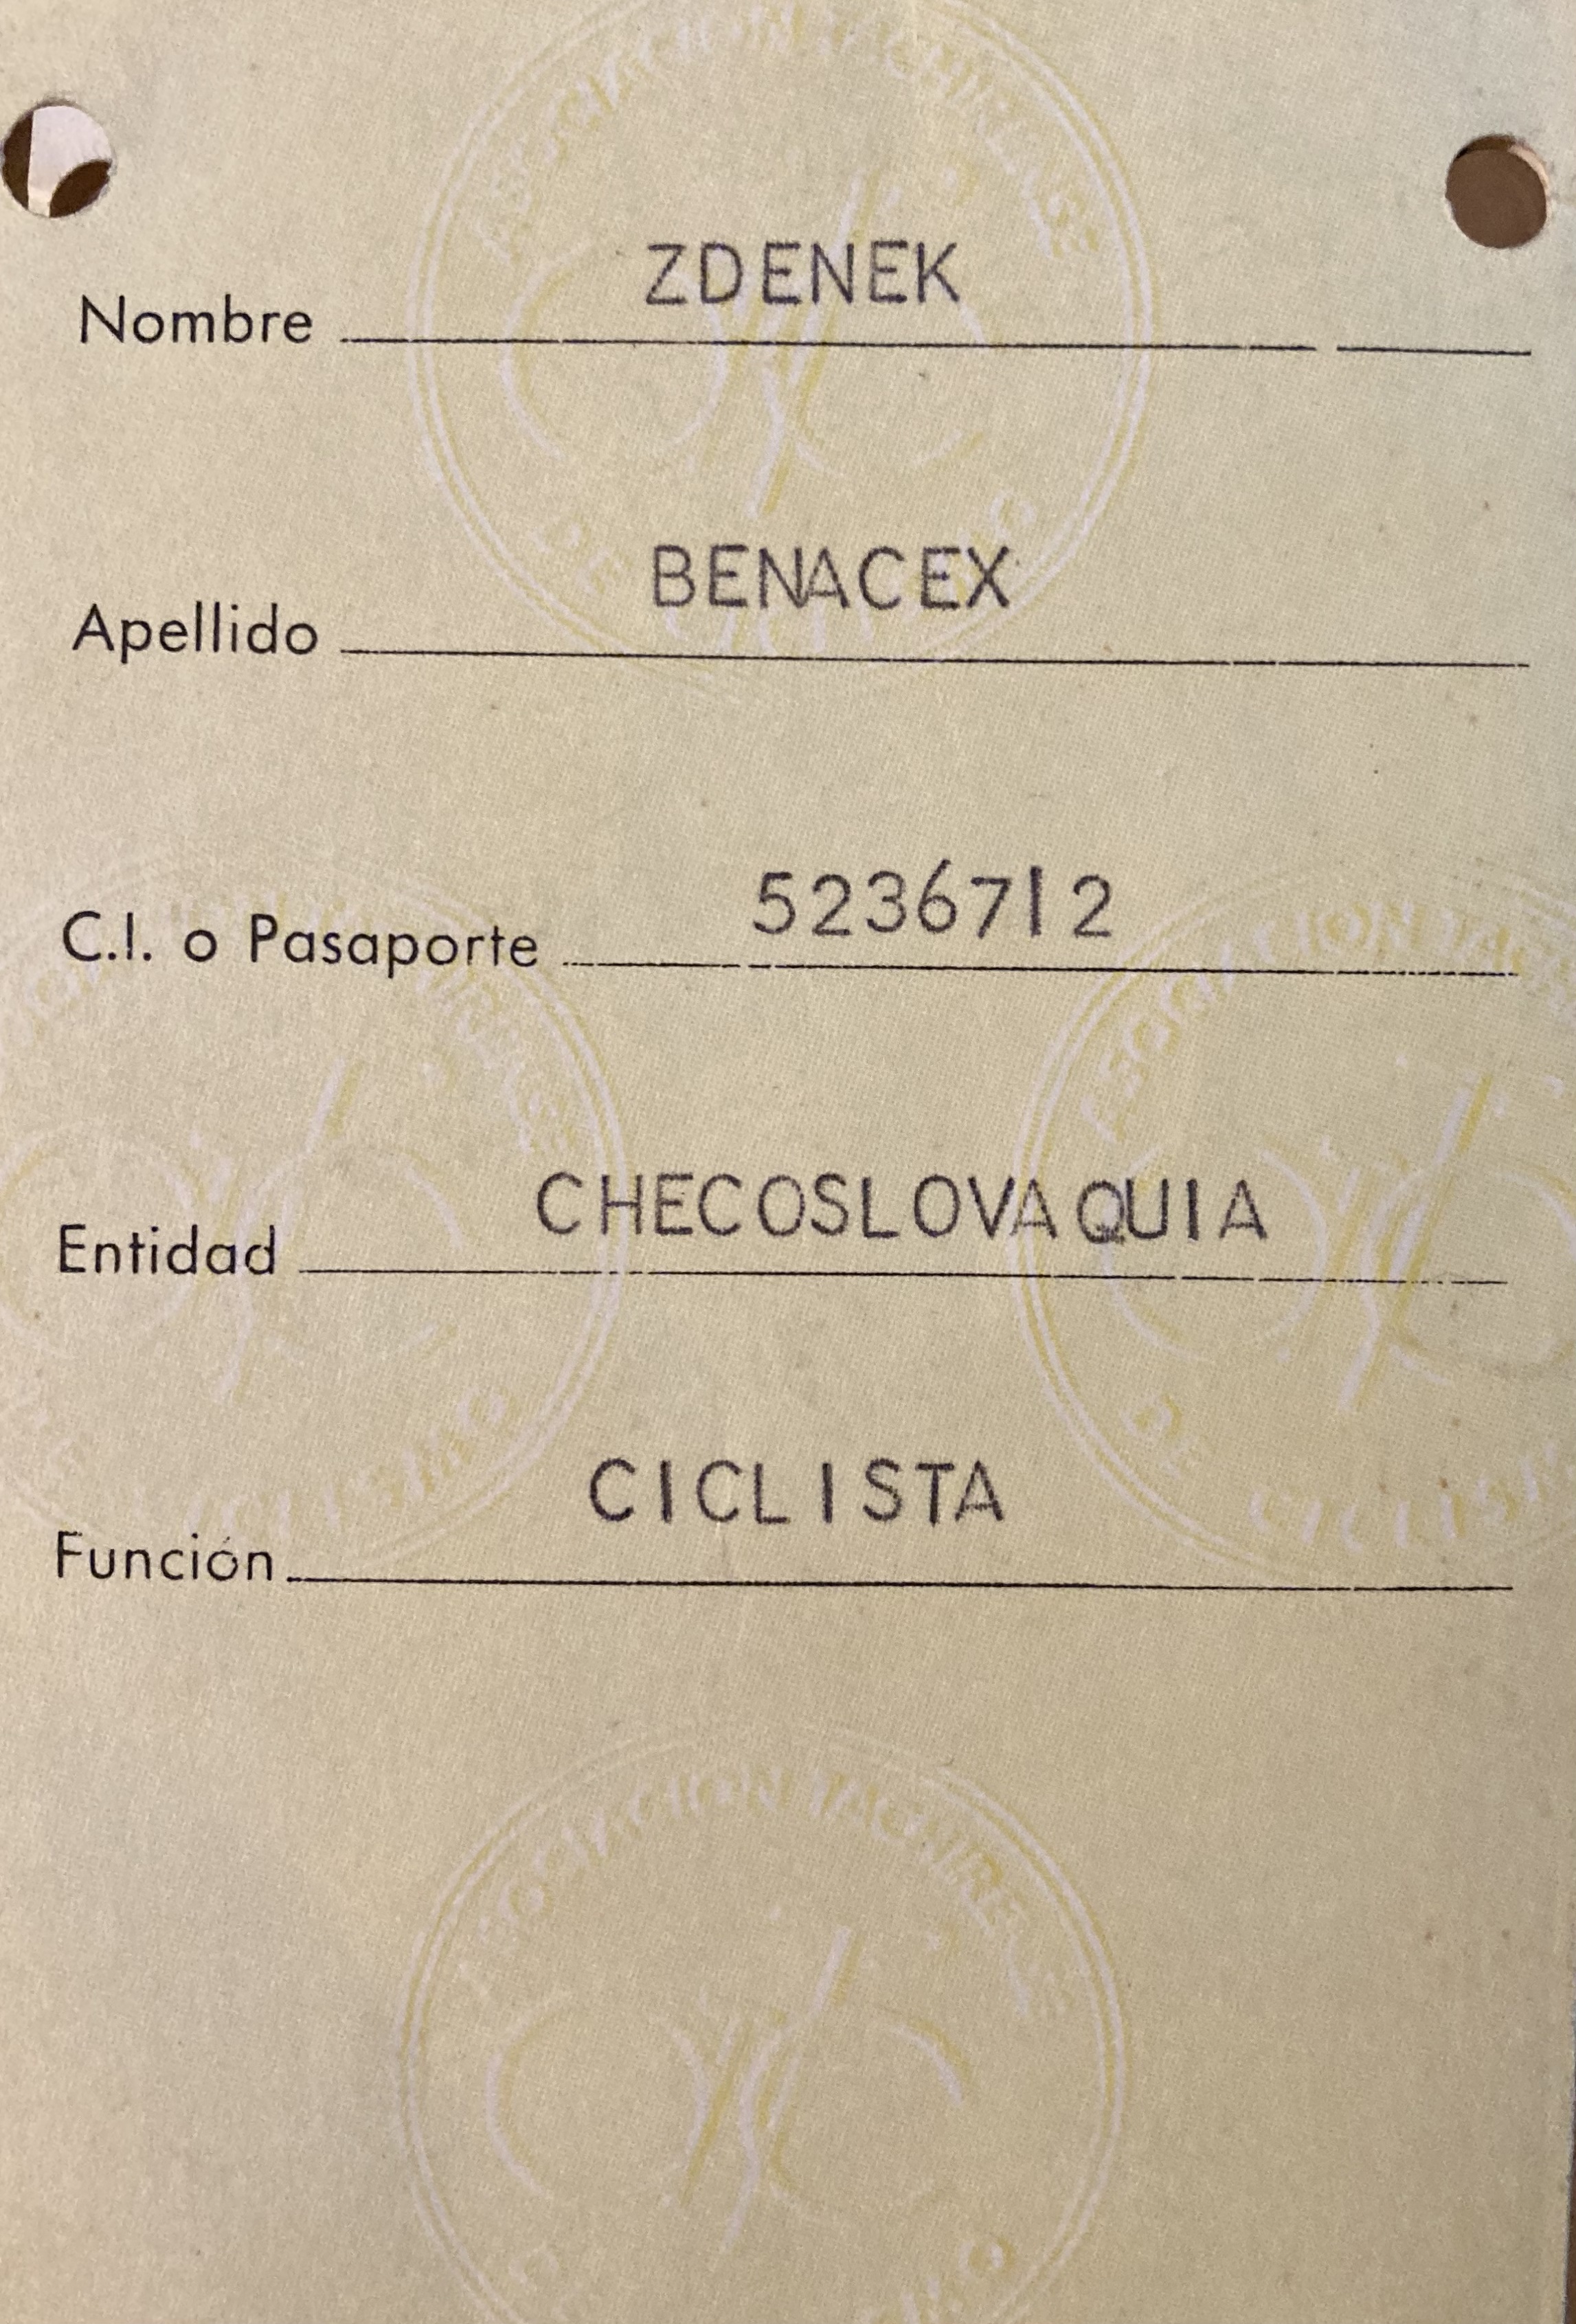 Nombre ZDENEK
Apellido BENACEX
C.I. o Pasaporte 5236712
Entidad CHECOSLOVAQUIA
Función CICLISTA